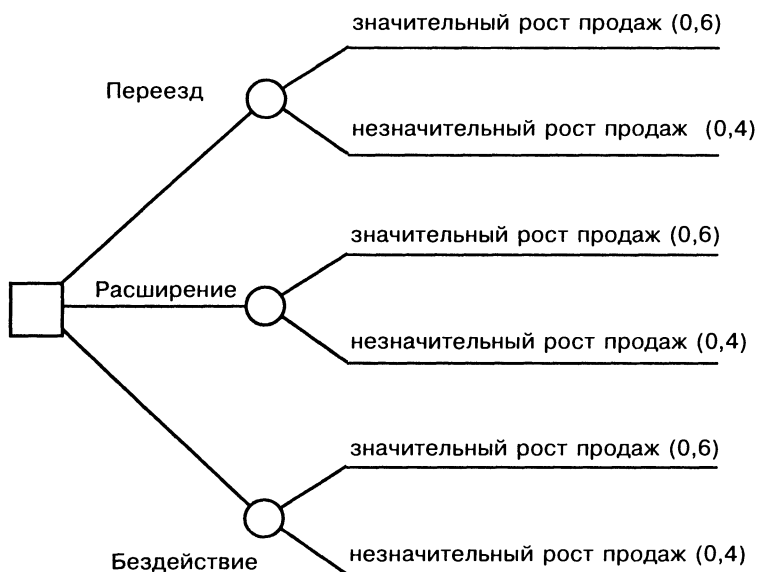 значительный рост продаж (0,6)
Переезд
незначительный рост продаж (0,4)
значительный рост продаж (0,6)
Расширение
незначительный рост продаж (0,4)
значительный рост продаж (0,6)
Бездействие
незначительный рост продаж (0,4)